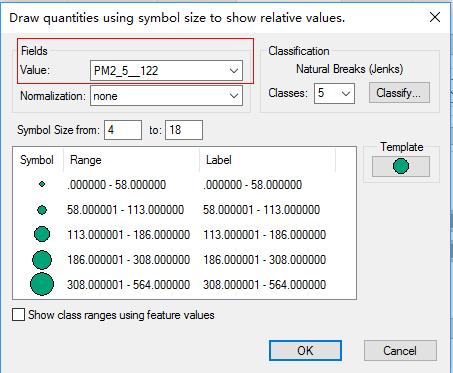 Draw quantities using symbol size to show relative values.
Fields
Value: PM2_5__122
Normalization: none
Classification
Natural Breaks (Jenks)
Classes: 5 Classify...
Symbol Size from: 4 to: 18
Template
Symbol Range Label
.000000 - 58.000000 .000000 - 58.000000
58.000001 - 113.000000 58.000001 - 113.000000
113.000001 - 186.000000 113.000001 - 186.000000
186.000001 - 308.000000 186.000001 - 308.000000
308.000001 - 564.000000 308.000001 - 564.000000
Show class ranges using feature values
OK Cancel